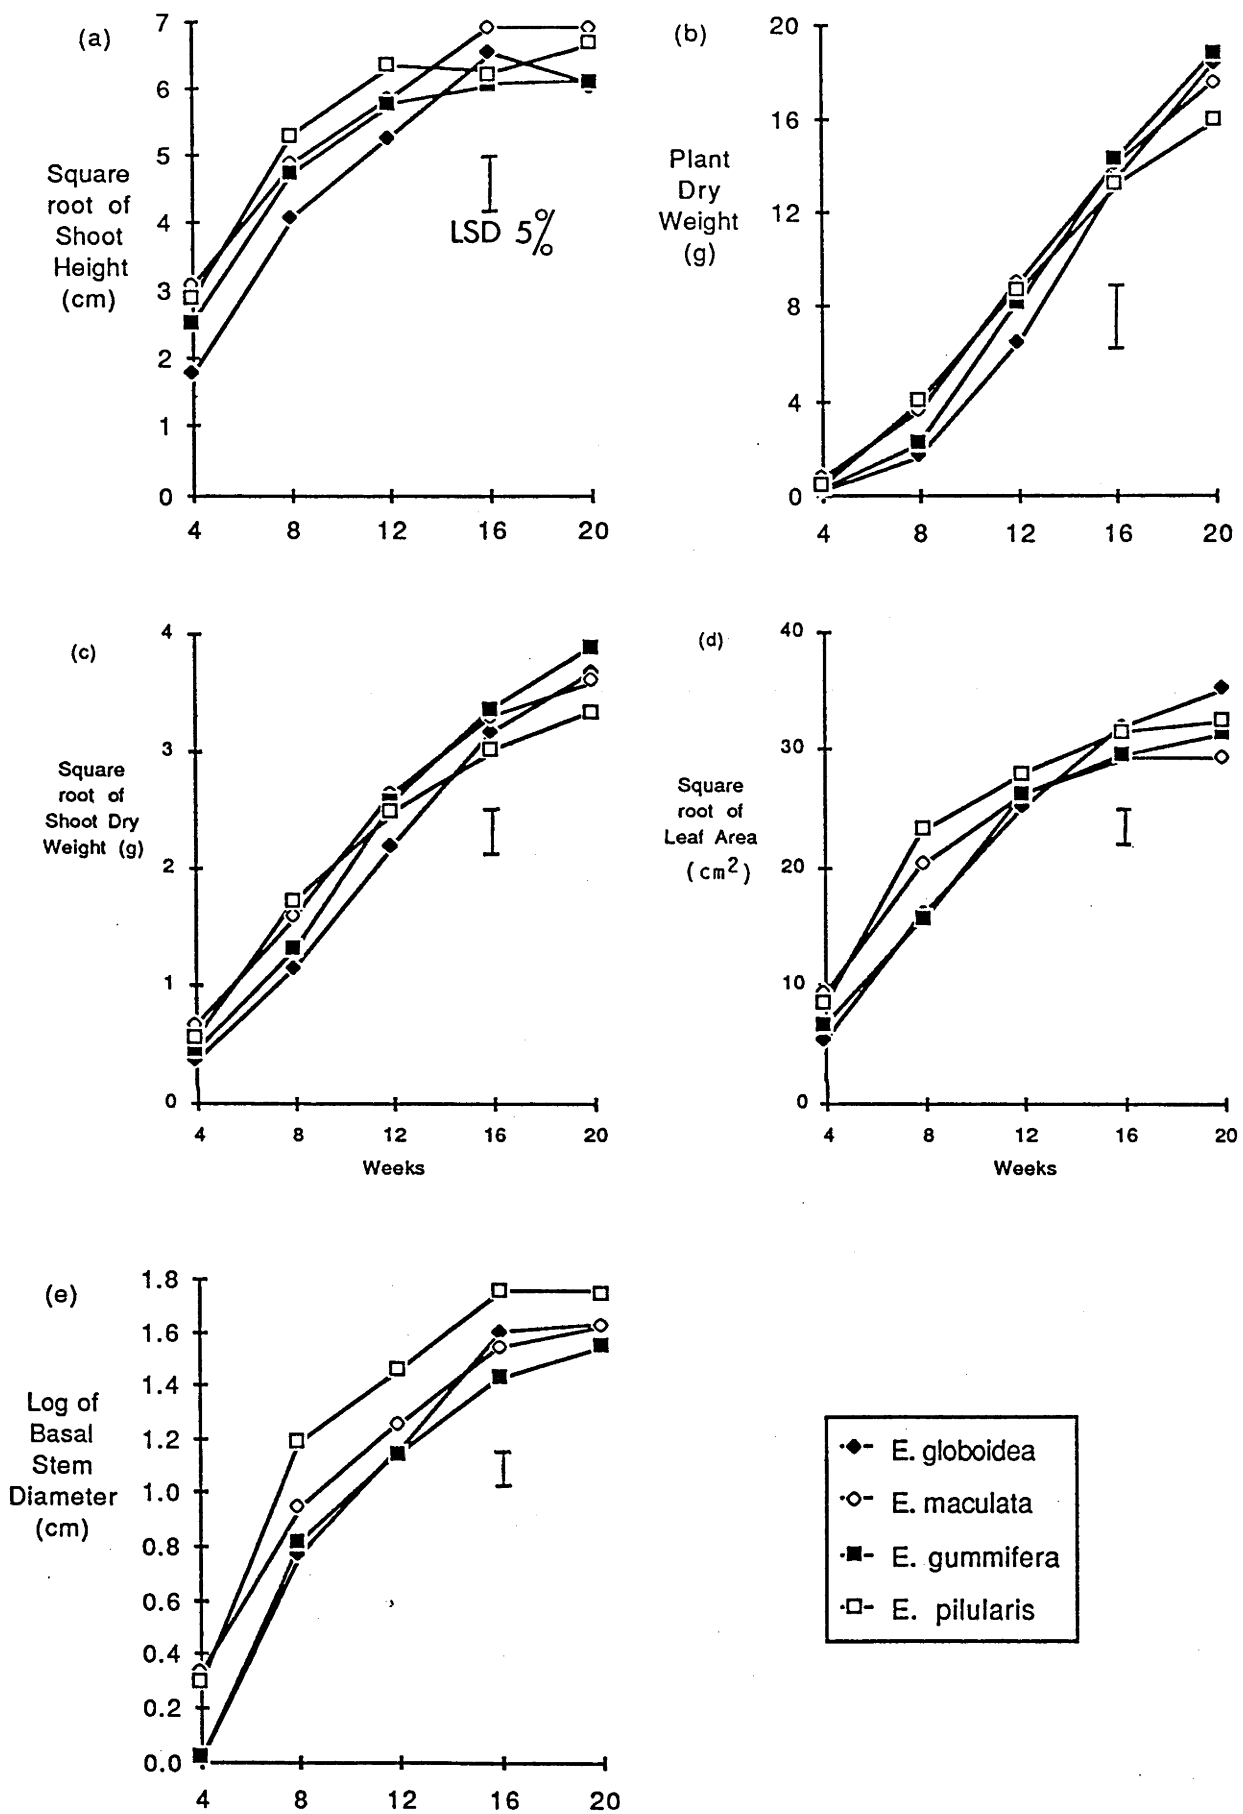 (a)
7
6
5
4
3
2
1
0
Square
root of
Shoot
Height
(cm)
LSD 5%
4 8 12 16 20
(b)
20
16
12
8
4
0
Plant
Dry
Weight
(g)
4 8 12 16 20
(c)
4
3
2
1
0
Square
root of
Shoot Dry
Weight (g)
4 8 12 16 20
Weeks
(d)
40
30
20
10
0
Square
root of
Leaf Area
(cm2)
4 8 12 16 20
Weeks
(e)
1.8
1.6
1.4
1.2
1.0
0.8
0.6
0.4
0.2
0.0
Log of
Basal
Stem
Diameter
(cm)
4 8 12 16 20
E. globoidea
E. maculata
E. gummifera
E. pilularis